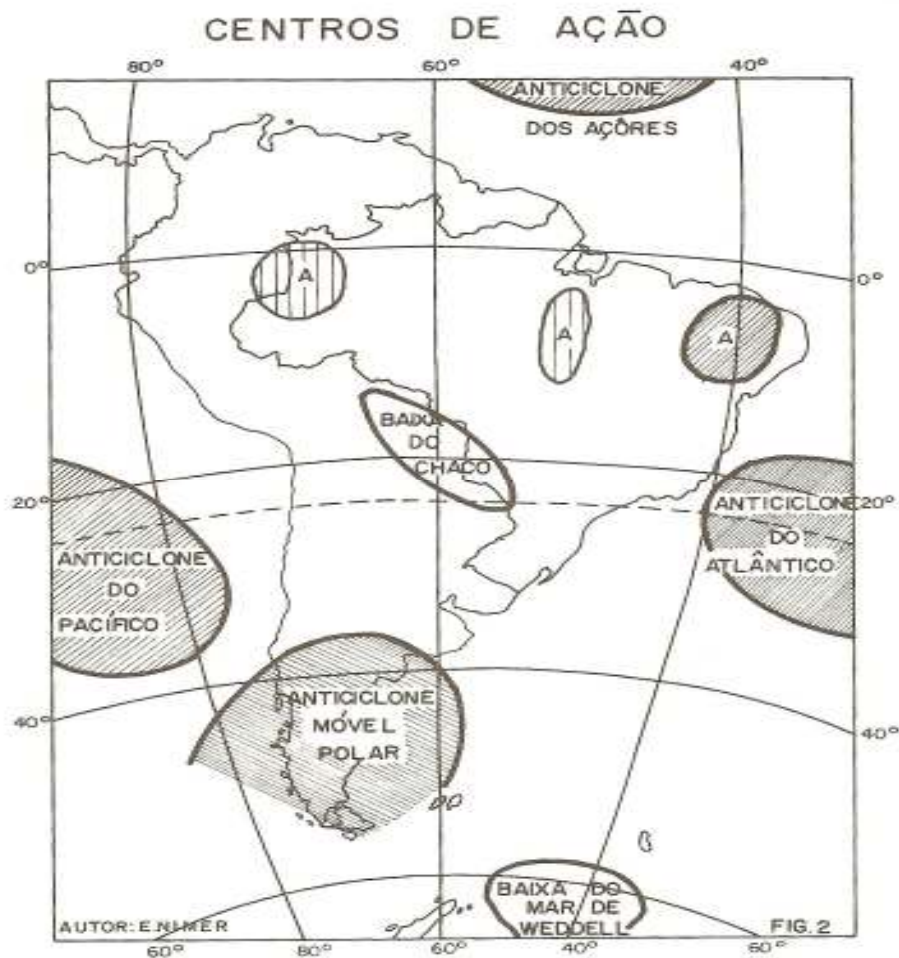 CENTROS DE AÇÃO
80° 60° 40°
ANTICICLONE
DOS AÇÔRES
A
0° 0°
A
A
BAIXA
DO
CHACO
20° ANTICICLONE 20°
DO
ATLÂNTICO
ANTICICLONE
DO
PACÍFICO
ANTICICLONE
MÓVEL
POLAR
40° 40°
BAIXA DO
MAR DE
WEDDELL
AUTOR: E.NIMER FIG. 2
60° 80° 40° 60°